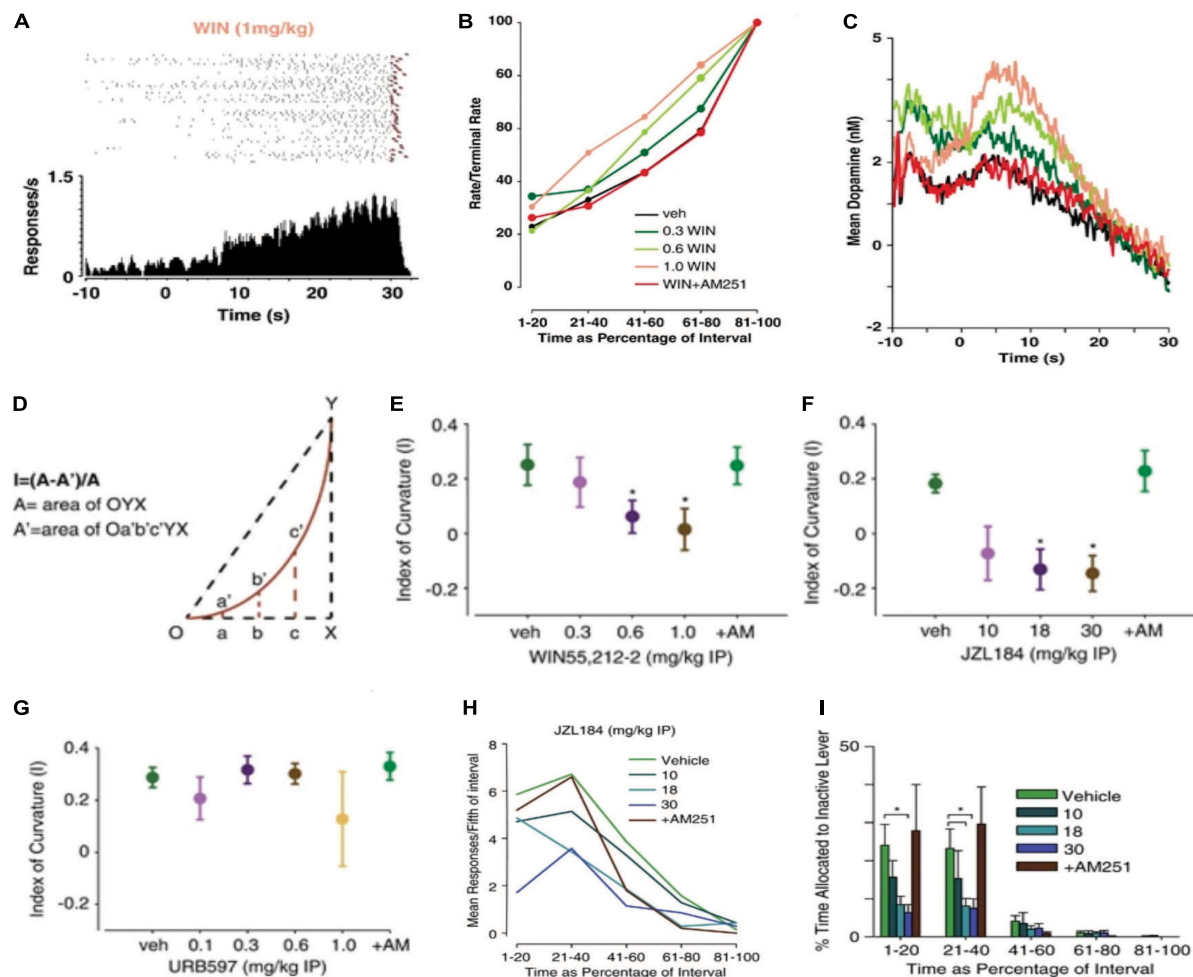 A
WIN (1mg/kg)
Responses/s
1.5
0
-10 0 10 20 30
Time (s)
B
Rate/Terminal Rate
100
60
80
40
20
0
veh
0.3 WIN
0.6 WIN
1.0 WIN
WIN+AM251
1-20 21-40 41-60 61-80 81-100
Time as Percentage of Interval
C
Mean Dopamine (nM)
5
2
0
-2
-10 0 10 20 30
Time (s)
D
I=(A-A')/A
A= area of OYX
A'=area of Oa'b'c'YX
Y
c'
b'
a'
O a b c X
E
Index of Curvature (I)
0.4
0.2
0
-0.2
* *
veh 0.3 0.6 1.0 +AM
WIN55,212-2 (mg/kg IP)
F
Index of Curvature (I)
0.4
0.2
0
-0.2
* *
veh 10 18 30 +AM
JZL184 (mg/kg IP)
G
Index of Curvature (I)
0.4
0.2
0
-0.2
veh 0.1 0.3 0.6 1.0 +AM
URB597 (mg/kg IP)
H
JZL184 (mg/kg IP)
Mean Responses/Fifth of interval
8
6
4
2
0
Vehicle
10
18
30
+AM251
1-20 21-40 41-60 61-80 81-100
Time as Percentage of Interval
I
% Time Allocated to Inactive Lever
50
0
* *
Vehicle
10
18
30
+AM251
1-20 21-40 41-60 61-80 81-100
Time as Percentage of Interval